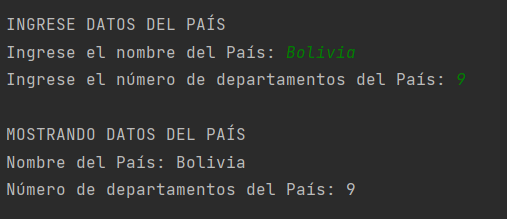 INGRESE DATOS DEL PAÍS
Ingrese el nombre del País: Bolivia
Ingrese el número de departamentos del País: 9
MOSTRANDO DATOS DEL PAÍS
Nombre del País: Bolivia
Número de departamentos del País: 9